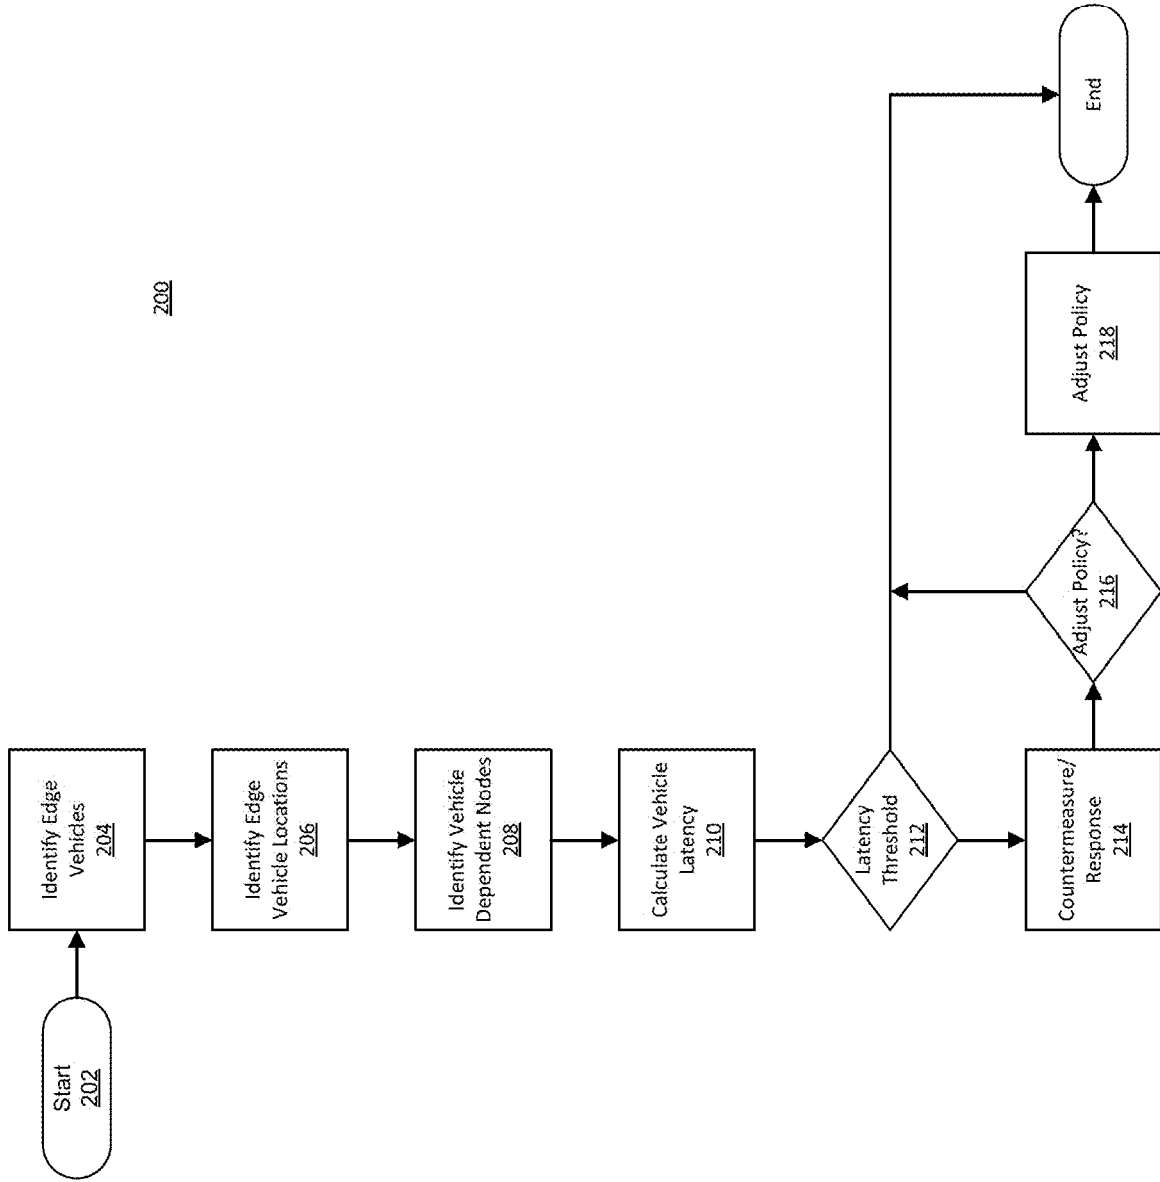 200
Start
202
Identify Edge
Vehicles
204
Identify Edge
Vehicle Locations
206
Identify Vehicle
Dependent Nodes
208
Calculate Vehicle
Latency
210
Latency
Threshold
212
Countermeasure/
Response
214
Adjust Policy?
216
Adjust Policy
218
End